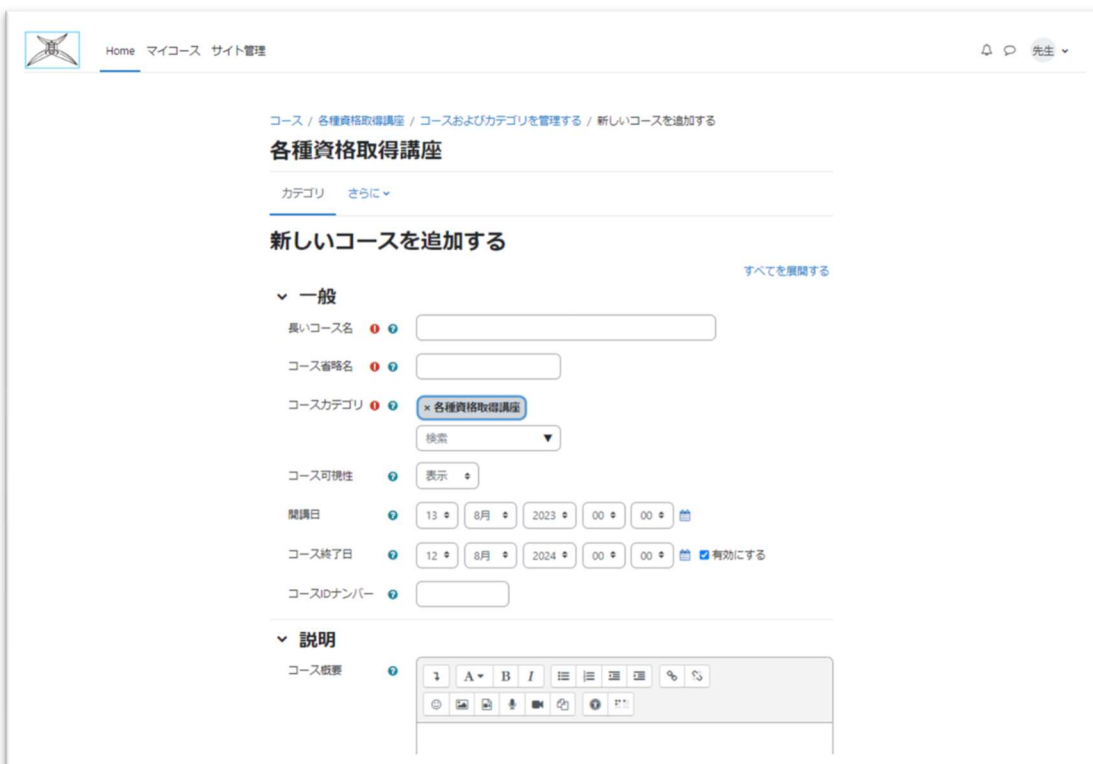 高
Home マイコース サイト管理
先生
コース / 各種資格取得講座 / コースおよびカテゴリを管理する / 新しいコースを追加する
各種資格取得講座
カテゴリ さらに
新しいコースを追加する
すべてを展開する
一般
長いコース名
コース省略名
コースカテゴリ × 各種資格取得講座
検索
コース可視性 表示
開講日 13 8月 2023 00 00
コース終了日 12 8月 2024 00 00 有効にする
コースIDナンバー
説明
コース概要
A B I